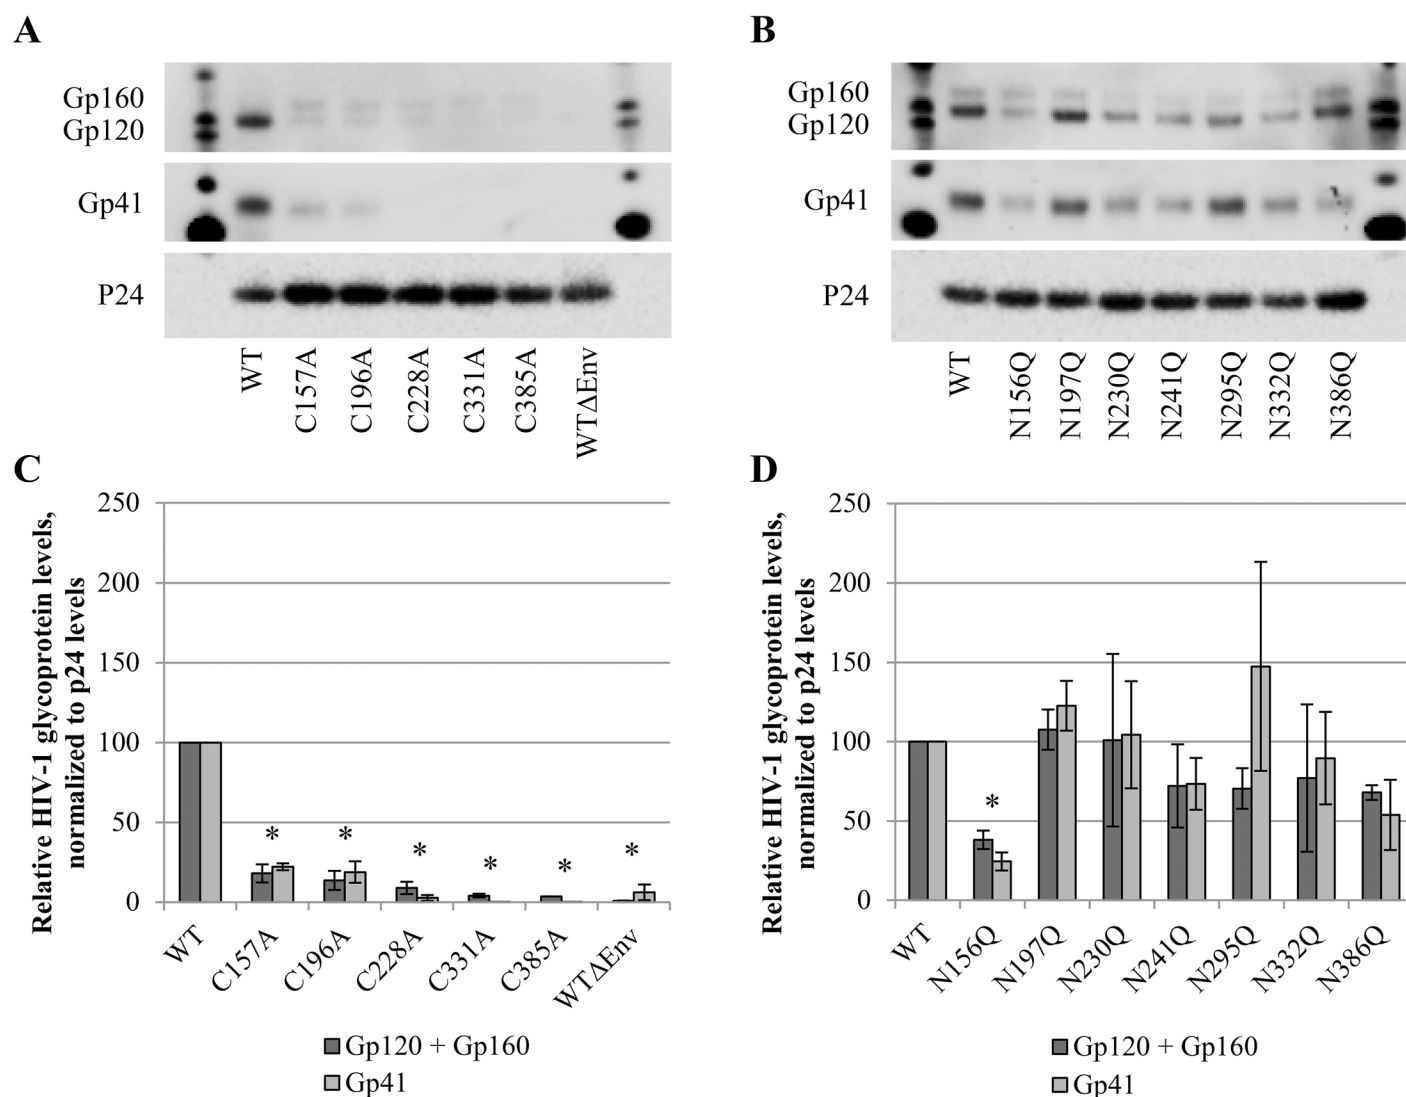 A
Gp160
Gp120
Gp41
P24
WT
C157A
C196A
C228A
C331A
C385A
WTΔEnv
B
Gp160
Gp120
Gp41
P24
WT
N156Q
N197Q
N230Q
N241Q
N295Q
N332Q
N386Q
C
Relative HIV-1 glycoprotein levels,
normalized to p24 levels
250
200
150
100
50
0
* * * * * *
WT
C157A
C196A
C228A
C331A
C385A
WTΔEnv
Gp120 + Gp160
Gp41
D
Relative HIV-1 glycoprotein levels,
normalized to p24 levels
250
200
150
100
50
0
*
WT
N156Q
N197Q
N230Q
N241Q
N295Q
N332Q
N386Q
Gp120 + Gp160
Gp41